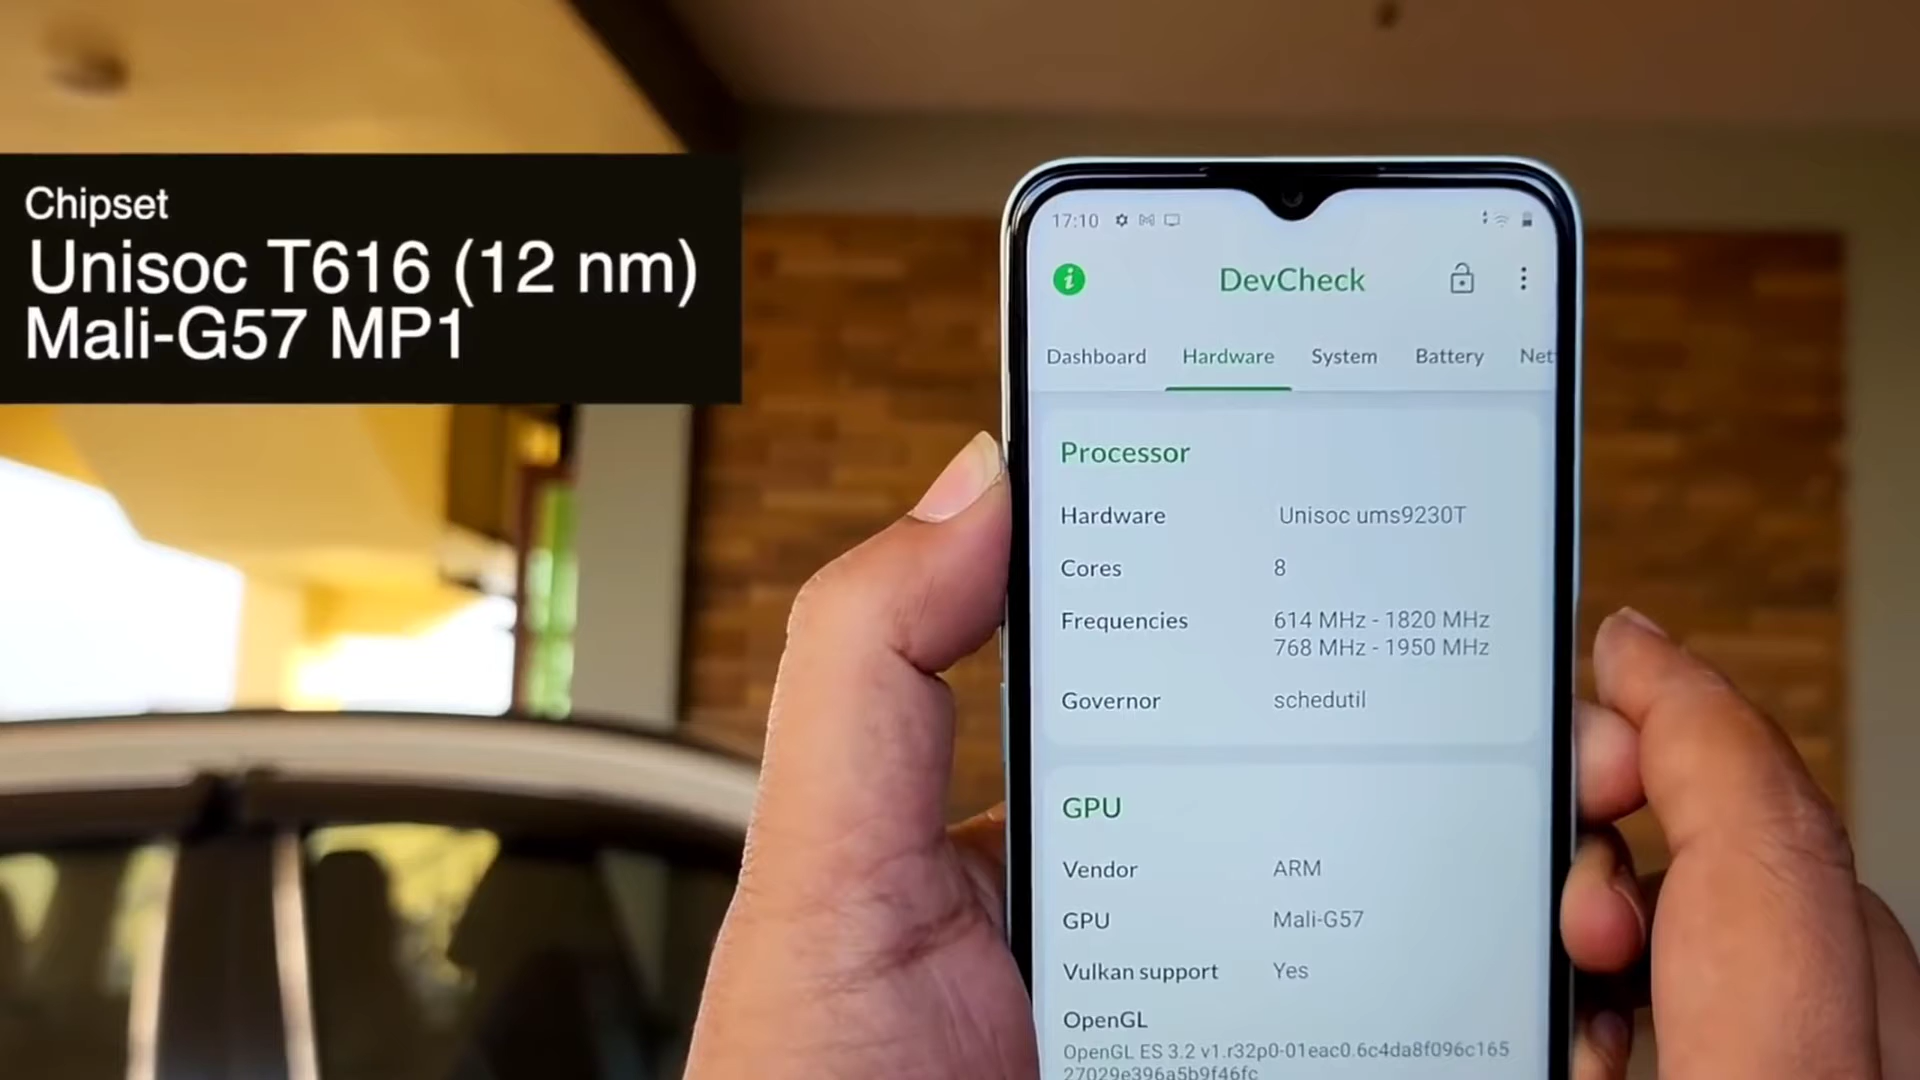 Chipset
Unisoc T616 (12 nm)
Mali-G57 MP1
17:10
DevCheck
Dashboard Hardware System Battery Net
Processor
Hardware Unisoc ums9230T
Cores 8
Frequencies 614 MHz - 1820 MHz
768 MHz - 1950 MHz
Governor schedutil
GPU
Vendor ARM
GPU Mali-G57
Vulkan support Yes
OpenGL
OpenGL ES 3.2 v1.r32p0-01eac0.6c4da8f096c165
27029e396a5b9f46fc